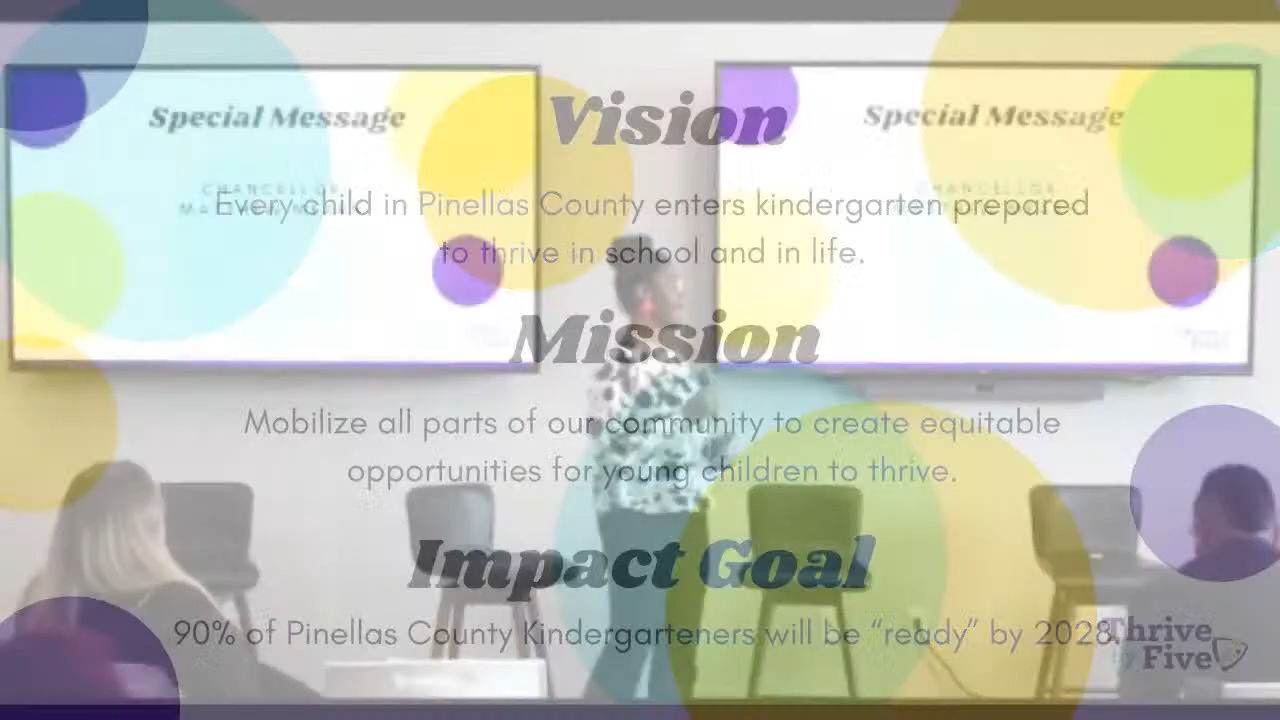 Special Message
Special Message
Vision
CHANCELLOR
CHANCELLOR
Every child in Pinellas County enters kindergarten prepared
to thrive in school and in life.
Mission
Mobilize all parts of our community to create equitable
opportunities for young children to thrive.
Impact Goal
90% of Pinellas County Kindergarteners will be “ready” by 2028.
Thrive
by Five